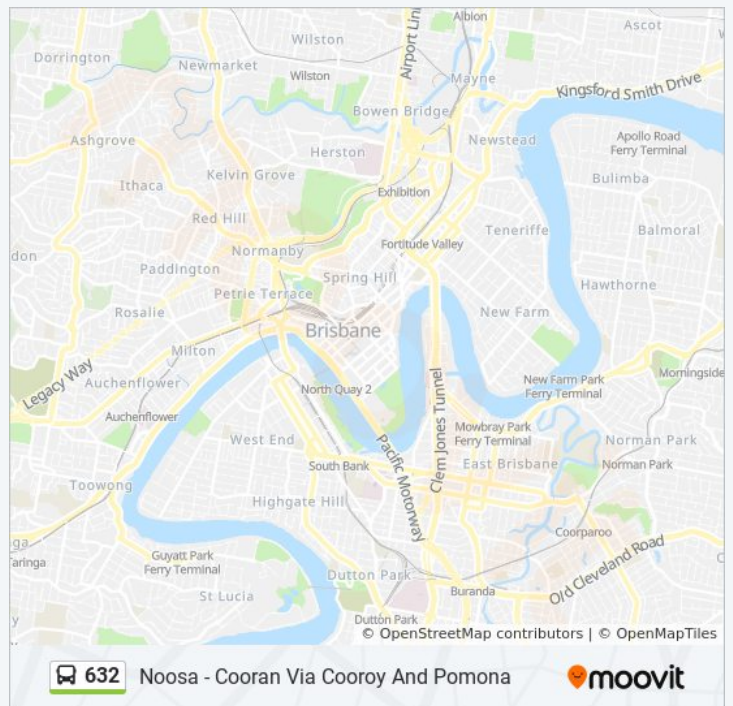 Albion
Ascot
Wilston
Dorrington
Newmarket
Airport Lin
Wilston
Mayne
Kingsford Smith Drive
Bowen Bridge
Ashgrove
Newstead
Apollo Road
Ferry Terminal
Herston
Kelvin Grove
Ithaca
Exhibition
Bulimba
Red Hill
Teneriffe
Balmoral
Normanby
Fortitude Valley
don
Paddington
Spring Hill
Petrie Terrace
Hawthorne
Rosalie
New Farm
Brisbane
Milton
Legacy Way
Auchenflower
North Quay 2
New Farm Park
Ferry Terminal
Morningside
Auchenflower
Clem Jones Tunnel
Mowbray Park
Ferry Terminal
West End
Pacific Motorway
Norman Park
South Bank
East Brisbane
Norman Park
Toowong
Highgate Hill
Coorparoo
ga
Taringa
Guyatt Park
Ferry Terminal
Old Cleveland Road
Dutton Park
St Lucia
Buranda
Dutton Park
© OpenStreetMap contributors | © OpenMapTiles
632 Noosa - Cooran Via Cooroy And Pomona moovit